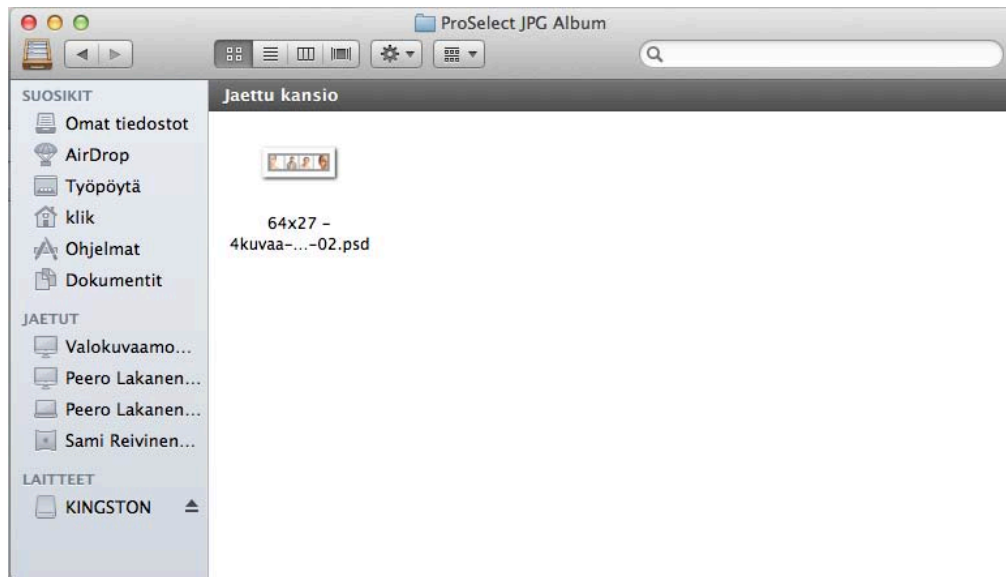 ProSelect JPG Album
SUOSIKIT
Omat tiedostot
AirDrop
Työpöytä
klik
Ohjelmat
Dokumentit
JAETUT
Valokuvaamo...
Peero Lakanen...
Peero Lakanen...
Sami Reivinen...
LAITTEET
KINGSTON
Jaettu kansio
64x27 –
4kuvaa-...-02.psd